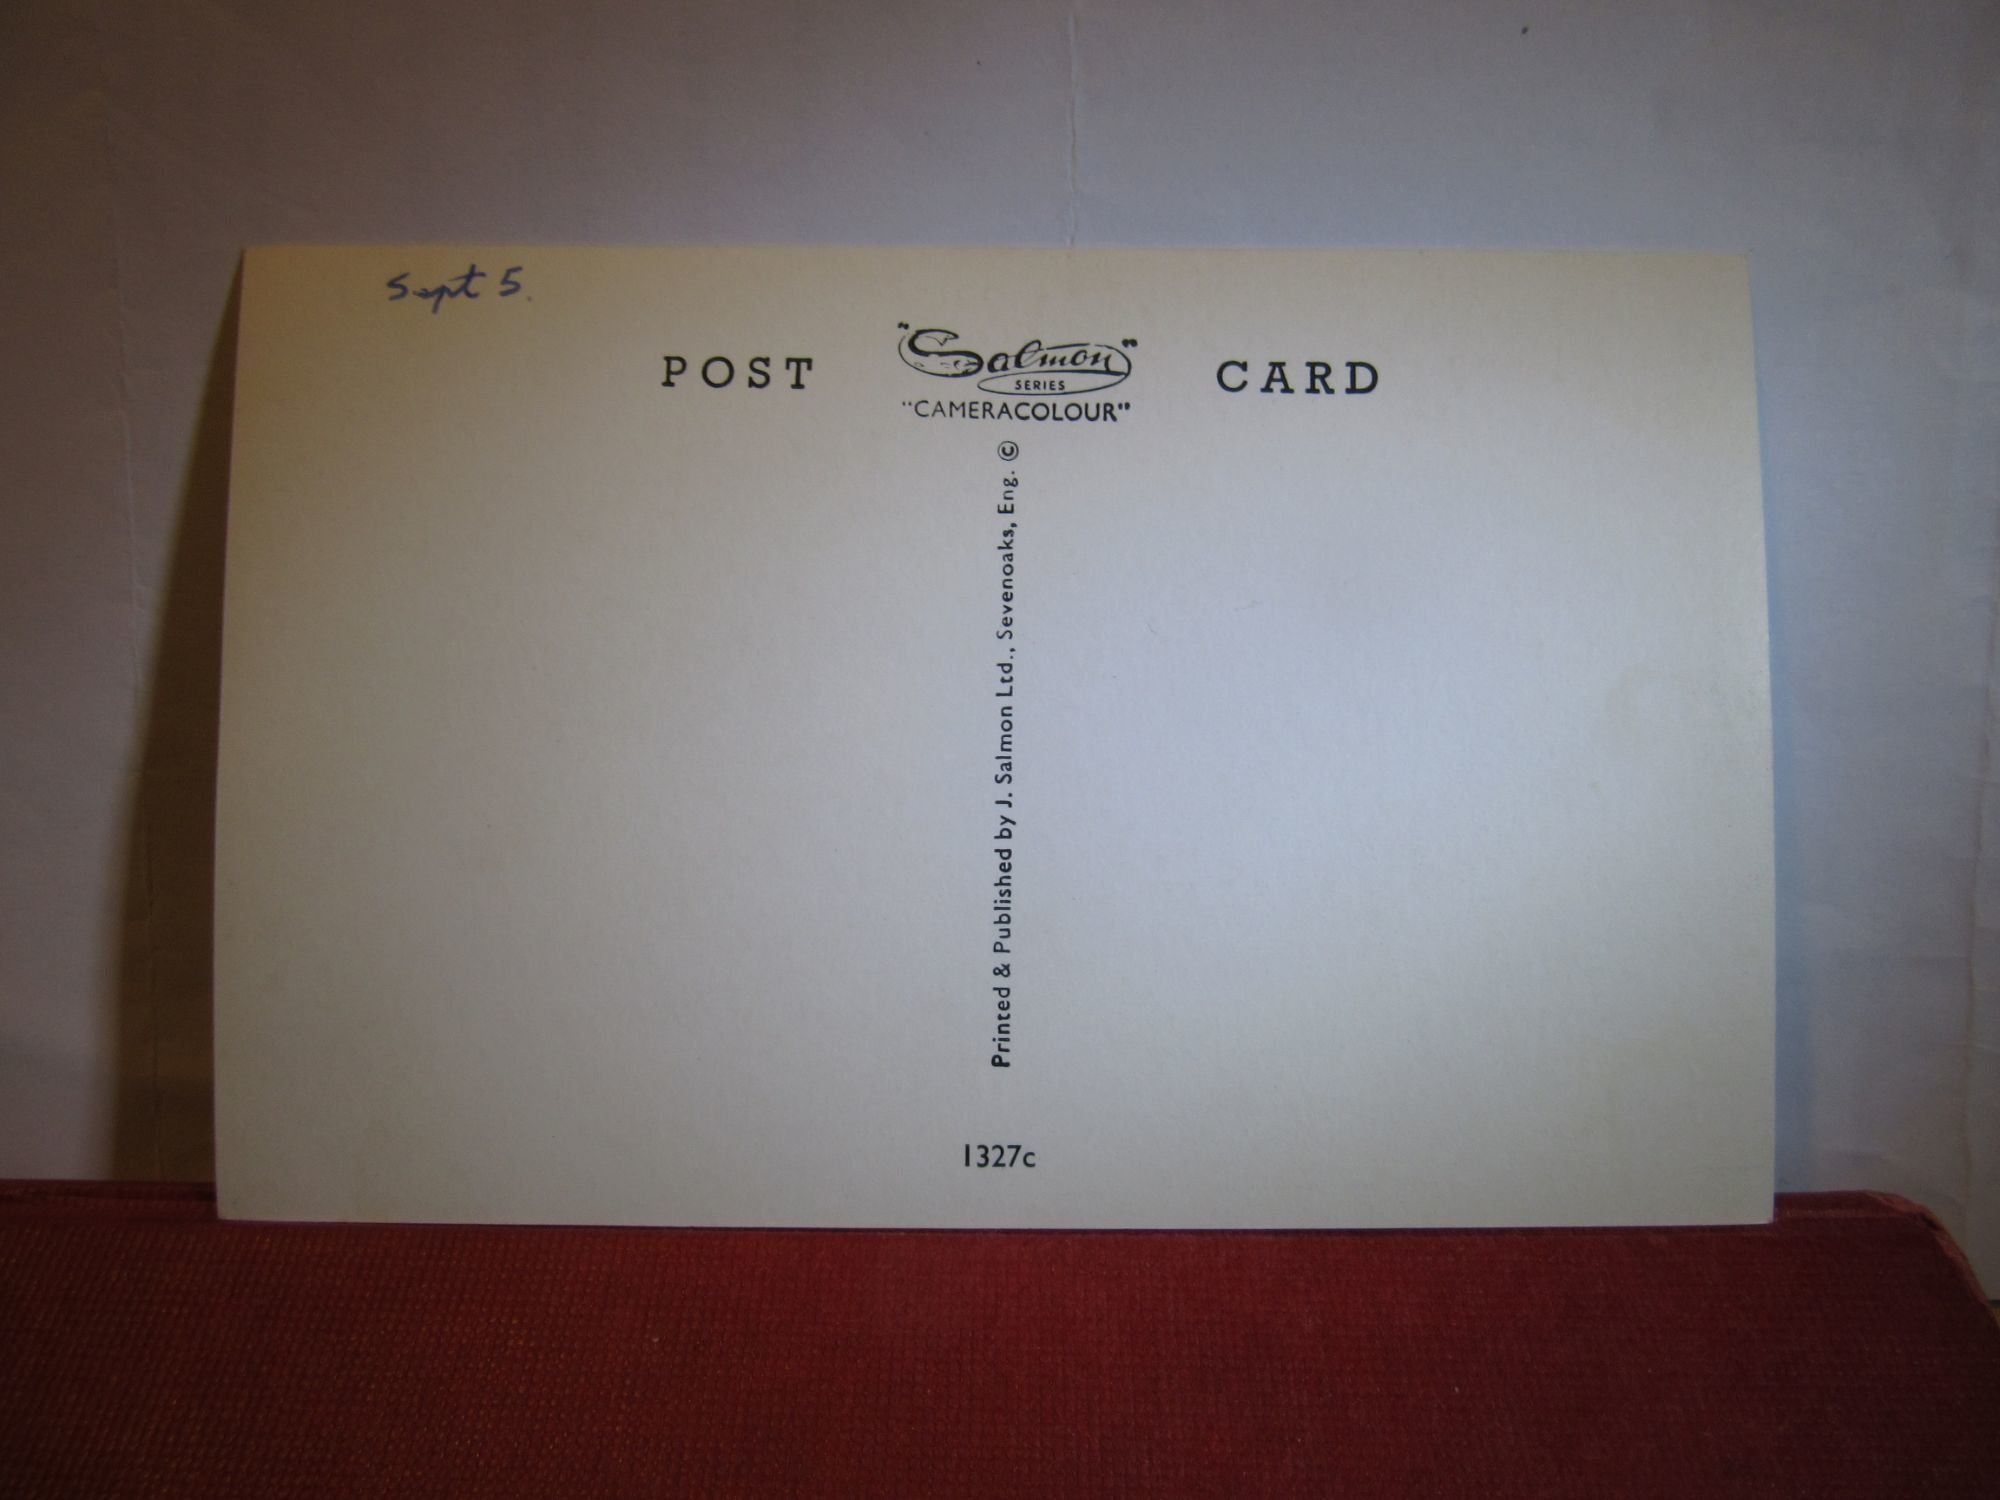 Sept 5.
POST "Salmon" CARD
SERIES
"CAMERACOLOUR"
Printed & Published by J. Salmon Ltd., Sevenoaks, Eng. ©
1327c